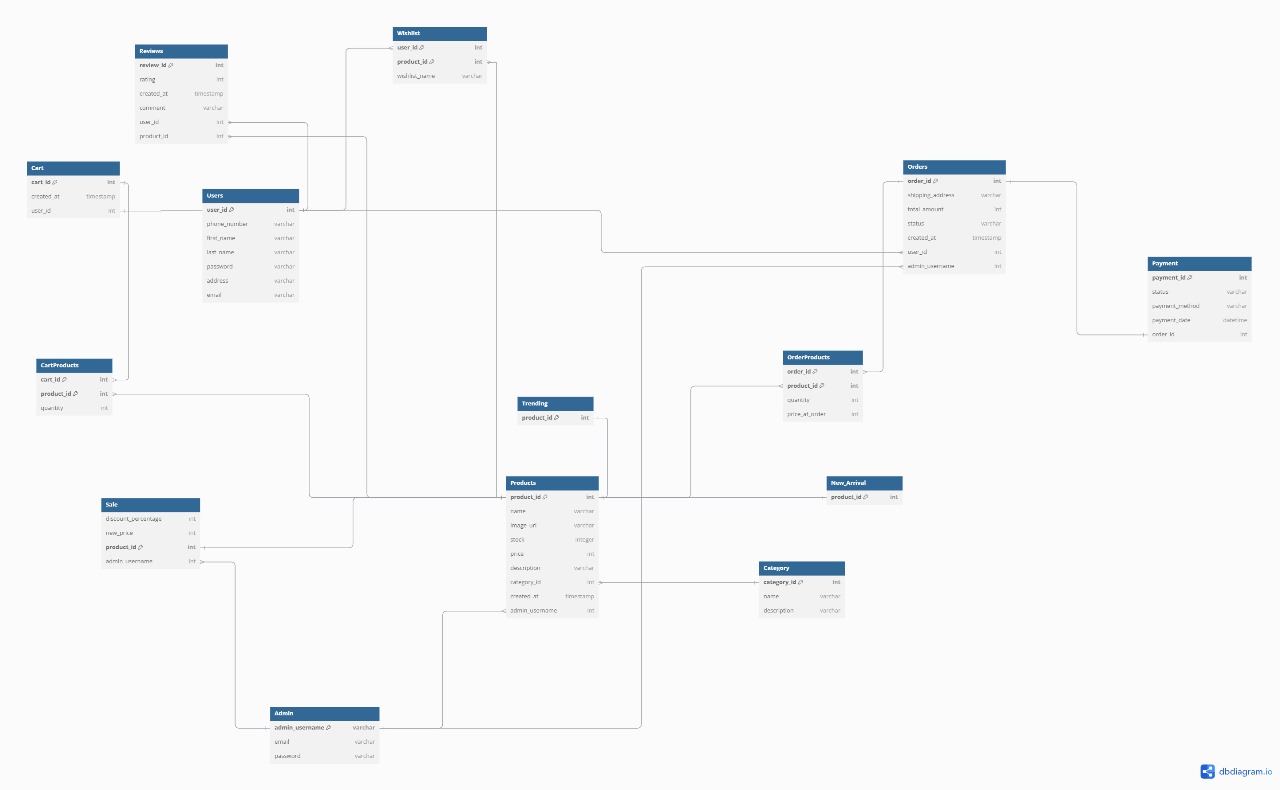 Wishlist
user_id int
product_id int
wishlist_name varchar
Reviews
review_id int
rating int
created_at timestamp
comment varchar
user_id int
product_id int
Cart
cart_id int
created_at timestamp
user_id int
Users
user_id int
phone_number varchar
first_name varchar
last_name varchar
password varchar
address varchar
email varchar
Orders
order_id int
shipping_address varchar
total_amount int
status varchar
created_at timestamp
user_id int
admin_username int
Payment
payment_id int
status varchar
payment_method varchar
payment_date datetime
order_id int
CartProducts
cart_id int
product_id int
quantity int
OrderProducts
order_id int
product_id int
quantity int
price_at_order int
Trending
product_id int
Products
product_id int
name varchar
image_url varchar
stock integer
price int
description varchar
category_id int
created_at timestamp
admin_username int
New_Arrival
product_id int
Sale
discount_percentage int
new_price int
product_id int
admin_username int
Category
category_id int
name varchar
description varchar
Admin
admin_username varchar
email varchar
password varchar
dbdiagram.io